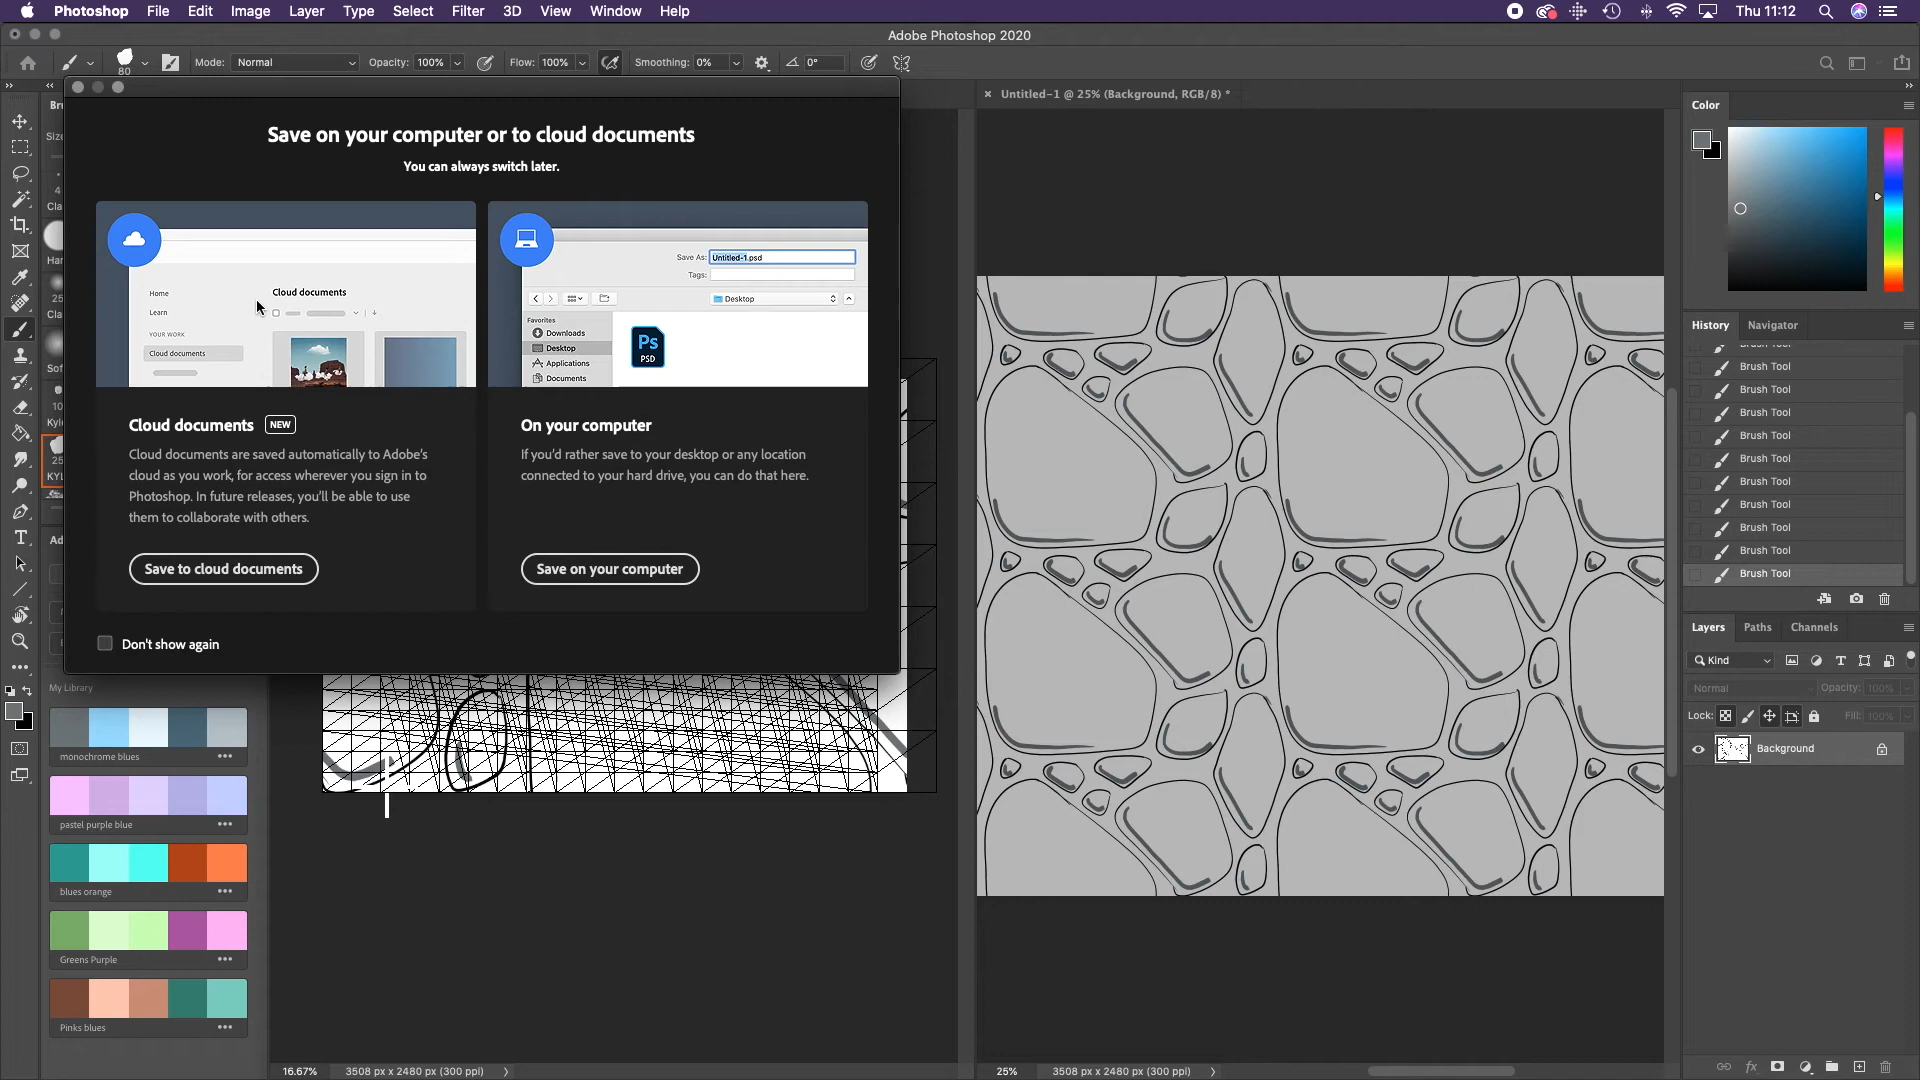 Photoshop File Edit Image Layer Type Select Filter 3D View Window Help
Thu 11:12
Adobe Photoshop 2020
80
Mode: Normal
Opacity: 100%
Flow: 100%
Smoothing: 0%
0°
Untitled-1 @ 25% (Background, RGB/8) *
Save on your computer or to cloud documents
You can always switch later.
Home
Learn
YOUR WORK
Cloud documents
Cloud documents
Save As: Untitled-1.psd
Tags:
Desktop
Favorites
Downloads
Desktop
Applications
Documents
Ps
PSD
Cloud documents NEW
Cloud documents are saved automatically to Adobe's
cloud as you work, for access wherever you sign in to
Photoshop. In future releases, you'll be able to use
them to collaborate with others.
Save to cloud documents
On your computer
If you'd rather save to your desktop or any location
connected to your hard drive, you can do that here.
Save on your computer
Don't show again
My Library
monochrome blues
pastel purple blue
blues orange
Greens Purple
Pinks blues
16.67% 3508 px x 2480 px (300 ppi)
25% 3508 px x 2480 px (300 ppi)
Color
History Navigator
Brush Tool
Brush Tool
Brush Tool
Brush Tool
Brush Tool
Brush Tool
Brush Tool
Brush Tool
Brush Tool
Brush Tool
Layers Paths Channels
Kind
Normal Opacity: 100%
Lock: Fill: 100%
Background
fx